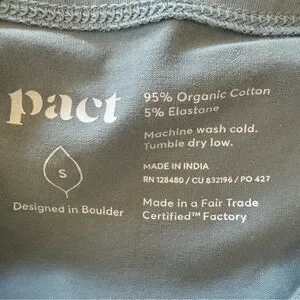 pact
95% Organic Cotton
5% Elastane
Machine wash cold.
Tumble dry low.
MADE IN INDIA
RN 128480 / CU 832196 / PO 427
S
Designed in Boulder
Made in a Fair Trade
Certified™ Factory